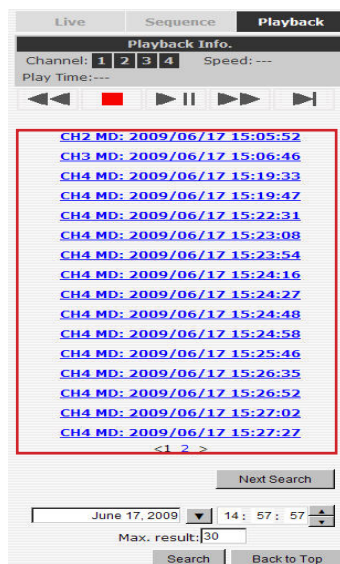 Live Sequence Playback
Playback Info.
Channel: 1 2 3 4 Speed: ---
Play Time:---
CH2 MD: 2009/06/17 15:05:52
CH3 MD: 2009/06/17 15:06:46
CH4 MD: 2009/06/17 15:19:33
CH4 MD: 2009/06/17 15:19:47
CH4 MD: 2009/06/17 15:22:31
CH4 MD: 2009/06/17 15:23:08
CH4 MD: 2009/06/17 15:23:54
CH4 MD: 2009/06/17 15:24:16
CH4 MD: 2009/06/17 15:24:27
CH4 MD: 2009/06/17 15:24:48
CH4 MD: 2009/06/17 15:24:58
CH4 MD: 2009/06/17 15:25:46
CH4 MD: 2009/06/17 15:26:35
CH4 MD: 2009/06/17 15:26:52
CH4 MD: 2009/06/17 15:27:02
CH4 MD: 2009/06/17 15:27:27
<1 2 >
Next Search
June 17, 2009 14: 57: 57
Max. result:30
Search Back to Top